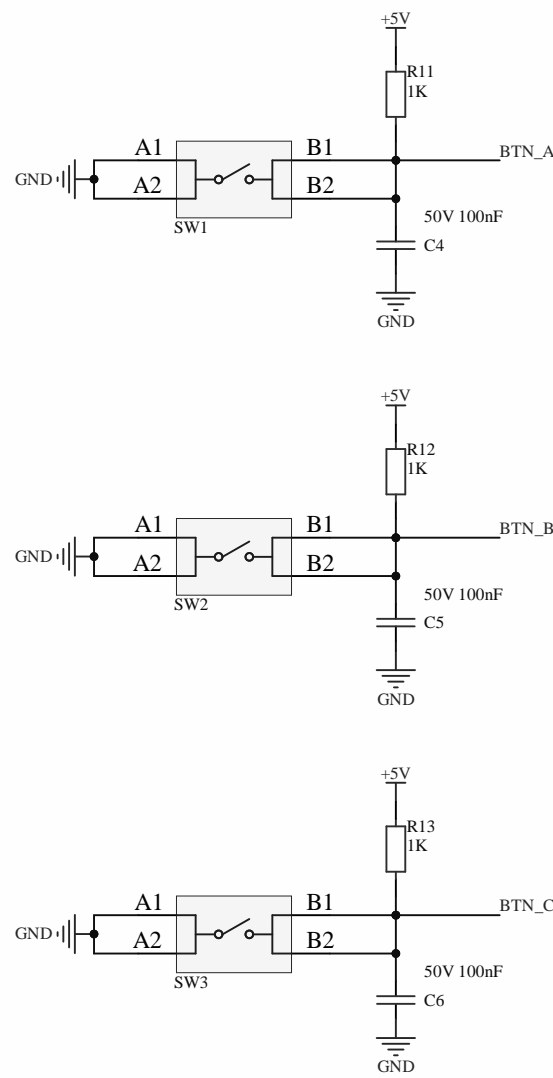 +5V
R11
1K
A1
B1
BTN_A
GND
A2
B2
SW1
50V 100nF
C4
GND
+5V
R12
1K
A1
B1
BTN_B
GND
A2
B2
SW2
50V 100nF
C5
GND
+5V
R13
1K
A1
B1
BTN_C
GND
A2
B2
SW3
50V 100nF
C6
GND